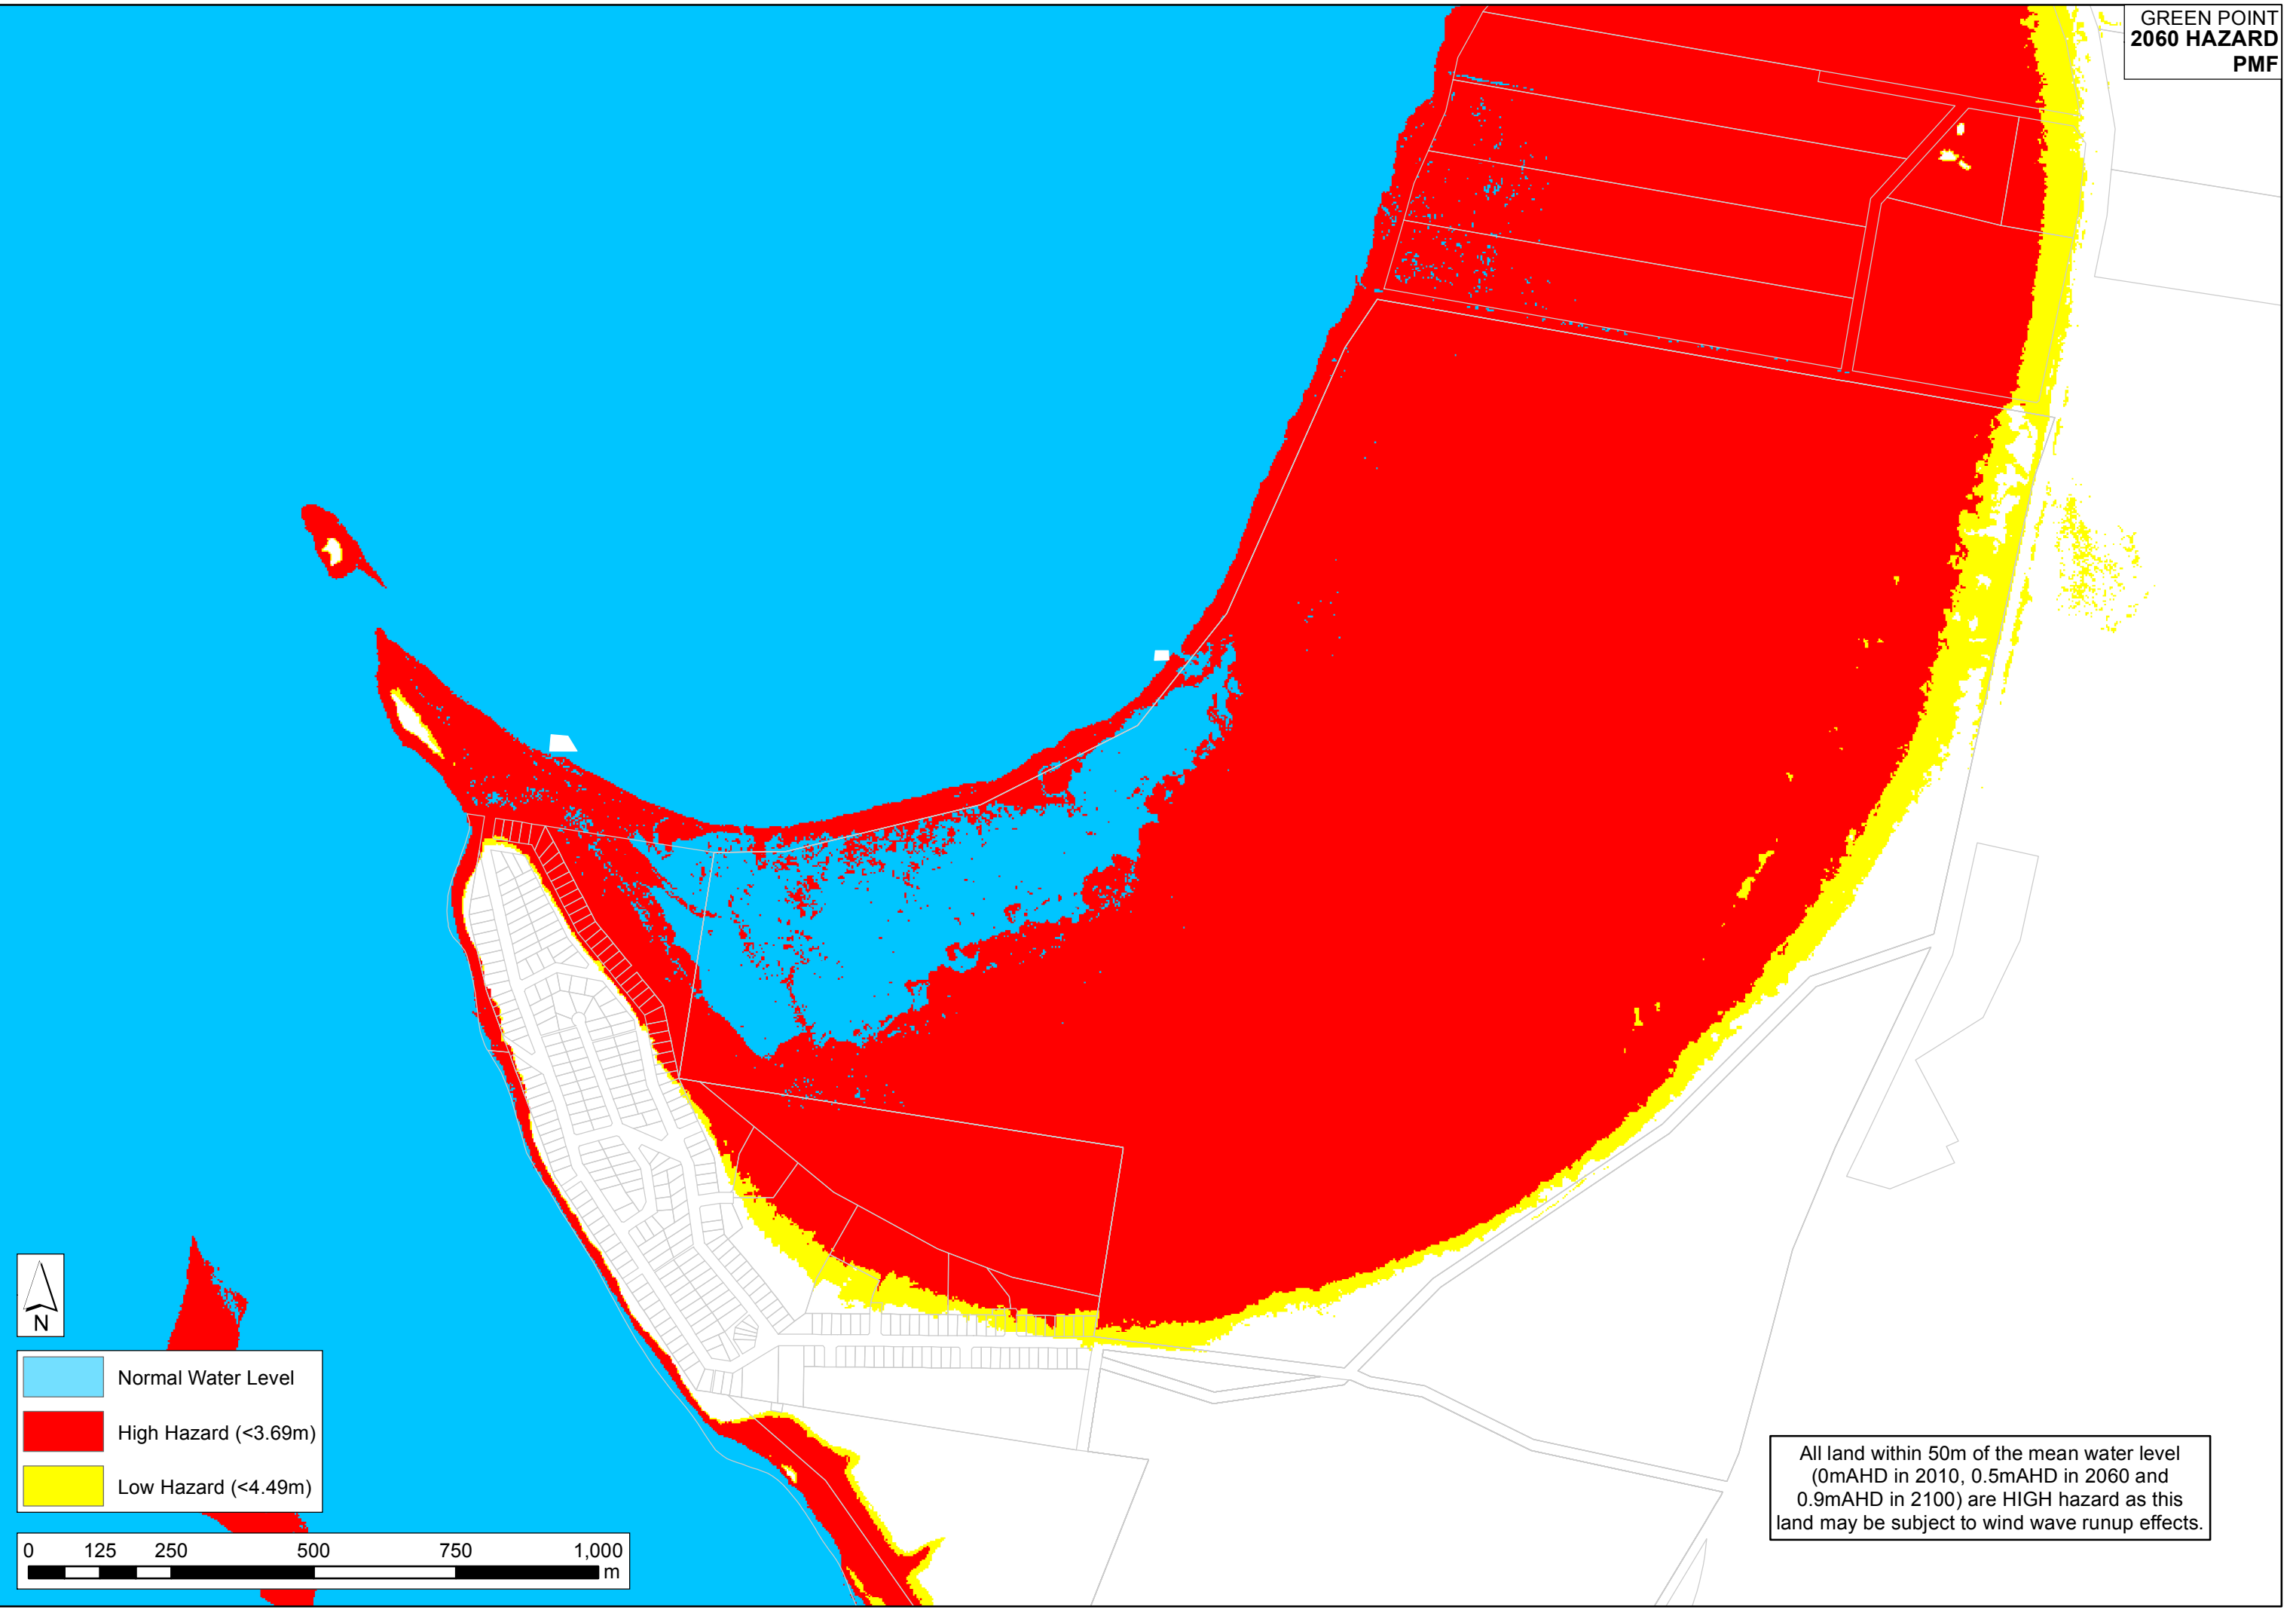 GREEN POINT
2060 HAZARD
PMF
N
Normal Water Level
High Hazard (<3.69m)
Low Hazard (<4.49m)
0 125 250 500 750 1,000
m
All land within 50m of the mean water level
(0mAHD in 2010, 0.5mAHD in 2060 and
0.9mAHD in 2100) are HIGH hazard as this
land may be subject to wind wave runup effects.